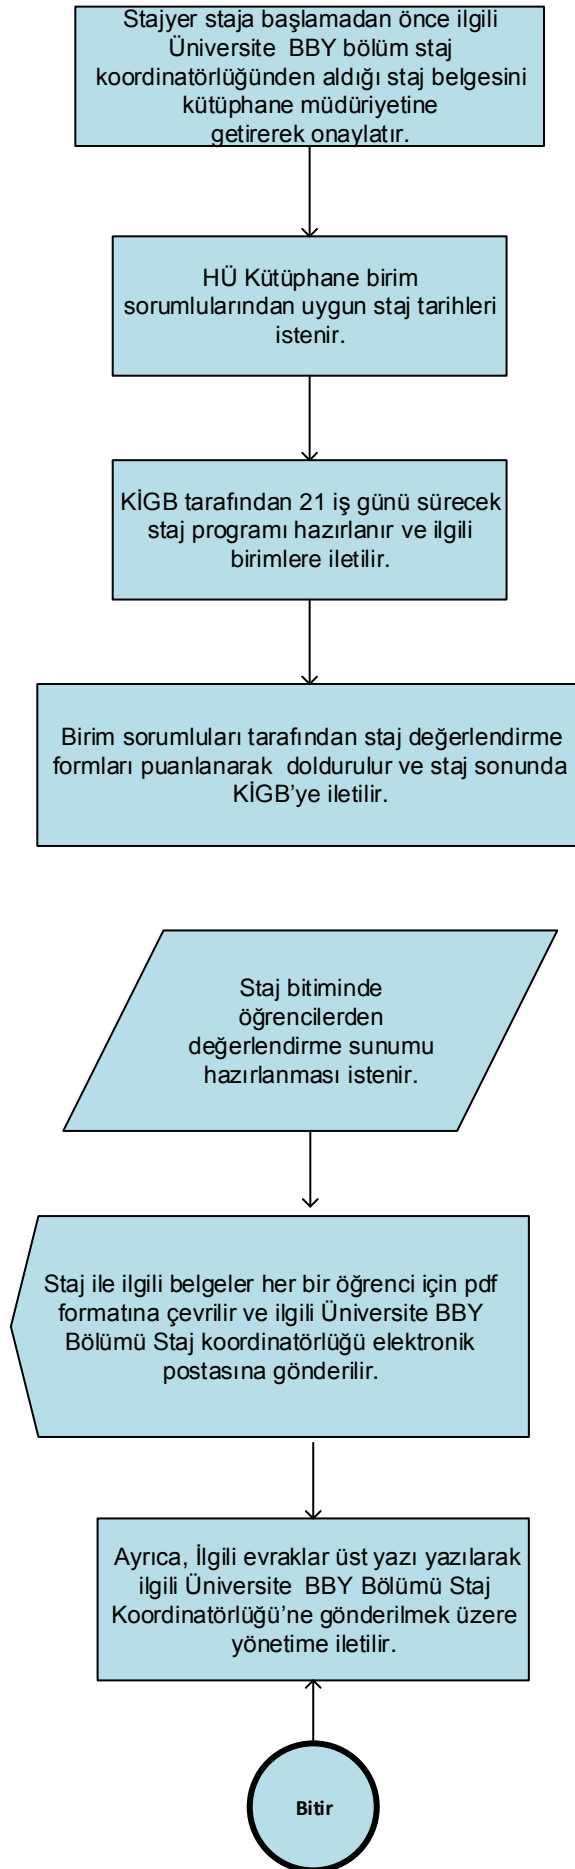 Stajyer staja başlamadan önce ilgili
Üniversite BBY bölüm staj
koordinatörlüğünden aldığı staj belgesini
kütüphane müdüriyetine
getirerek onaylatır.
HÜ Kütüphane birim
sorumlularından uygun staj tarihleri
istenir.
KİGB tarafından 21 iş günü sürecek
staj programı hazırlanır ve ilgili
birimlere iletilir.
Birim sorumluları tarafından staj değerlendirme
formları puanlanarak doldurulur ve staj sonunda
KİGB'ye iletilir.
Staj bitiminde
öğrencilerden
değerlendirme sunumu
hazırlanması istenir.
Staj ile ilgili belgeler her bir öğrenci için pdf
formatına çevrilir ve ilgili Üniversite BBY
Bölümü Staj koordinatörlüğü elektronik
postasına gönderilir.
Ayrıca, İlgili evraklar üst yazı yazılarak
ilgili Üniversite BBY Bölümü Staj
Koordinatörlüğü'ne gönderilmek üzere
yönetime iletilir.
Bitir